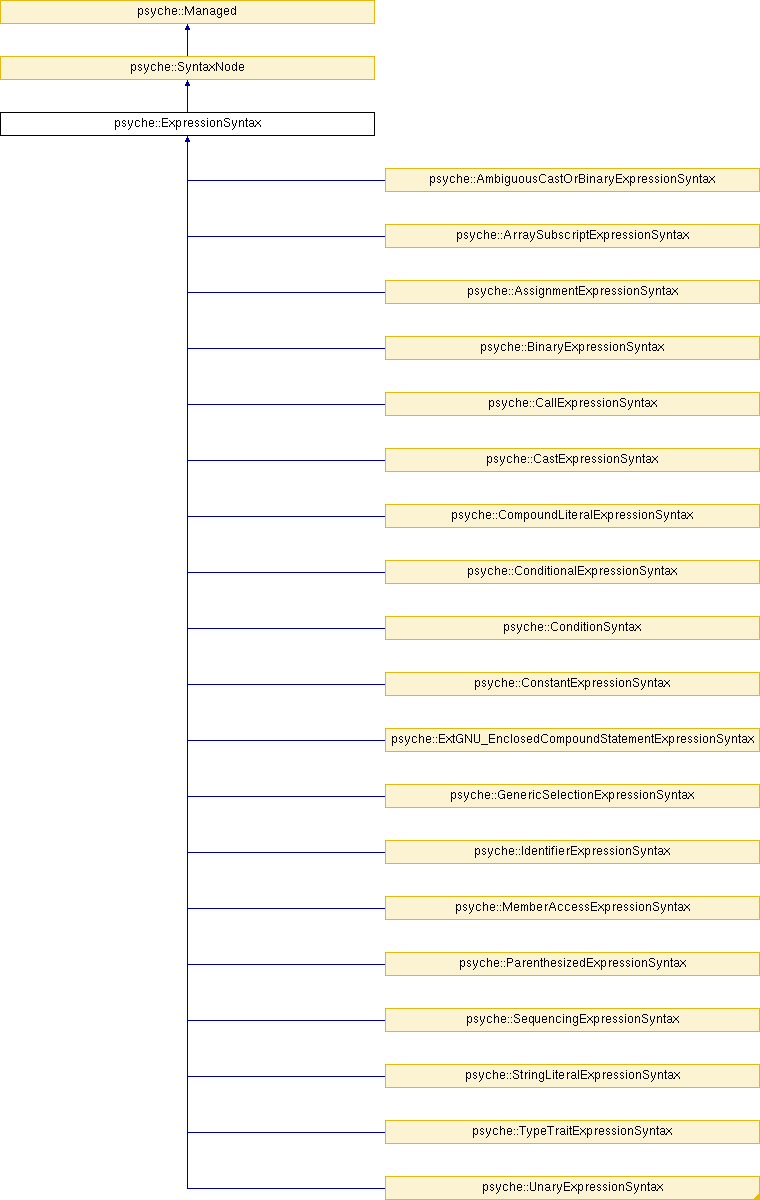 psyche::Managed
psyche::SyntaxNode
psyche::ExpressionSyntax
psyche::AmbiguousCastOrBinaryExpressionSyntax
psyche::ArraySubscriptExpressionSyntax
psyche::AssignmentExpressionSyntax
psyche::BinaryExpressionSyntax
psyche::CallExpressionSyntax
psyche::CastExpressionSyntax
psyche::CompoundLiteralExpressionSyntax
psyche::ConditionalExpressionSyntax
psyche::ConditionSyntax
psyche::ConstantExpressionSyntax
psyche::ExtGNU_EnclosedCompoundStatementExpressionSyntax
psyche::GenericSelectionExpressionSyntax
psyche::IdentifierExpressionSyntax
psyche::MemberAccessExpressionSyntax
psyche::ParenthesizedExpressionSyntax
psyche::SequencingExpressionSyntax
psyche::StringLiteralExpressionSyntax
psyche::TypeTraitExpressionSyntax
psyche::UnaryExpressionSyntax